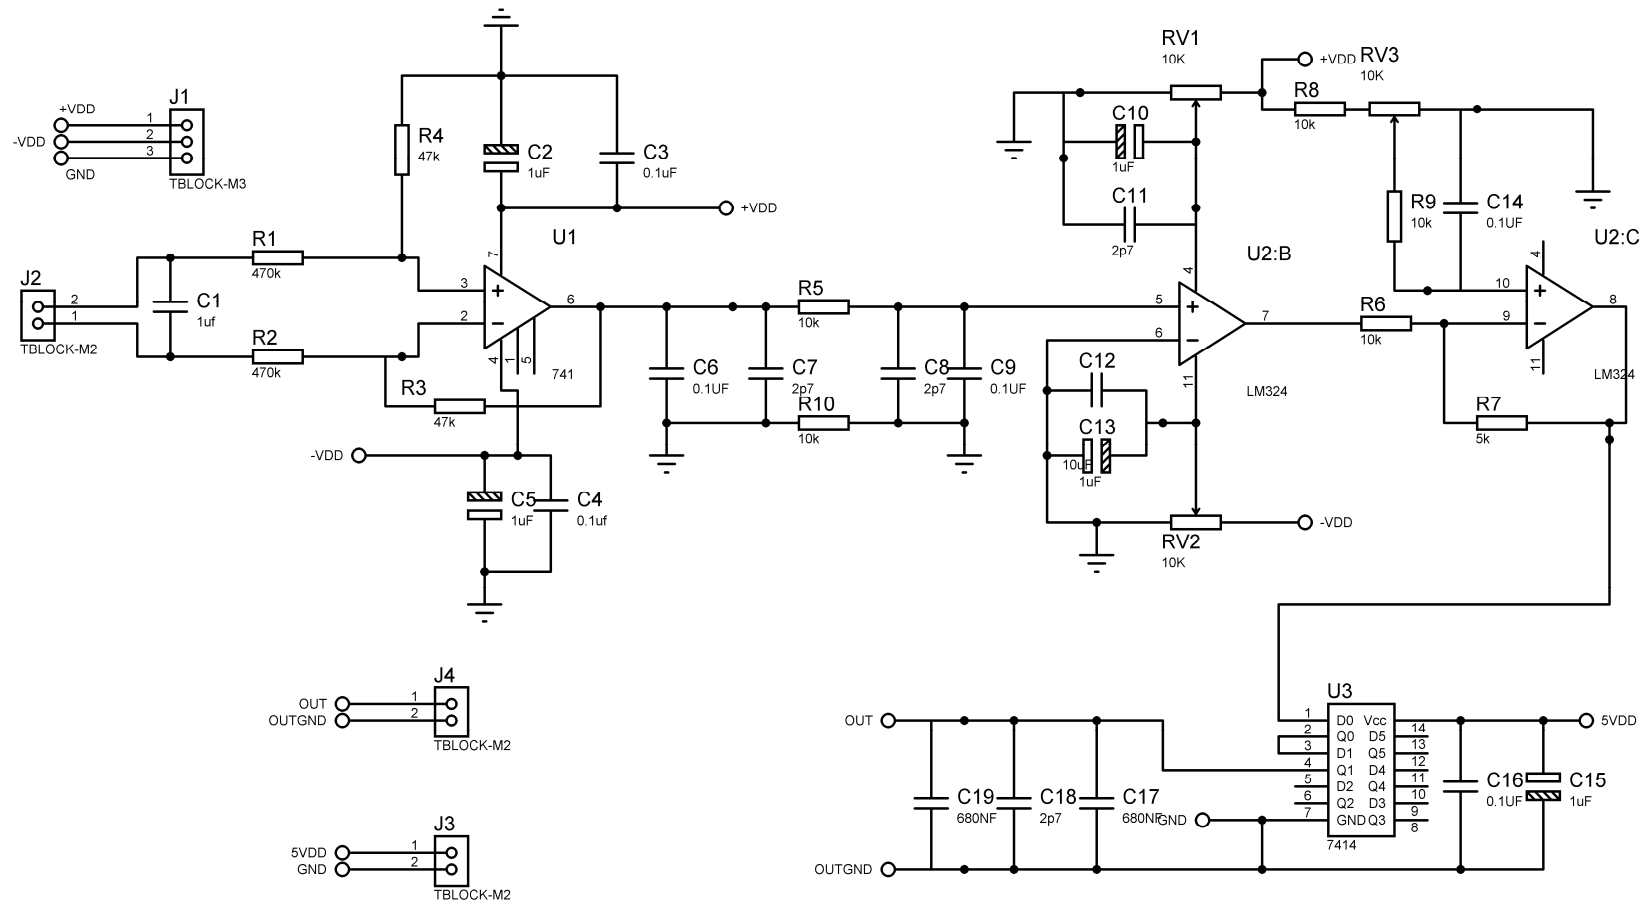 RV1
10K
+VDD
RV3
10K
J1
+VDD
1
-VDD
2
3
GND
TBLOCK-M3
R4
47k
C2
1uF
C3
0.1uF
+VDD
C10
1uF
C11
2p7
R8
10k
R9
10k
C14
0.1UF
U2:C
R1
470k
C1
1uf
R2
470k
R3
47k
J2
2
1
TBLOCK-M2
U1
7
3
2
6
4
1
5
741
-VDD
C5
1uF
C4
0.1uf
C6
0.1UF
C7
2p7
R5
10k
R10
10k
C8
2p7
C9
0.1UF
U2:B
4
5
6
7
11
LM324
C12
C13
10uF
1uF
RV2
10K
-VDD
R6
10k
4
10
9
8
11
LM324
R7
5k
J4
OUT
1
OUTGND
2
TBLOCK-M2
J3
5VDD
1
GND
2
TBLOCK-M2
OUT
OUTGND
C19
680NF
C18
2p7
C17
680NF
GND
U3
1
D0
Vcc
14
2
Q0
D5
13
3
D1
Q5
12
4
Q1
D4
11
5
D2
Q4
10
6
Q2
D3
9
7
GND
Q3
8
7414
5VDD
C16
0.1UF
C15
1uF